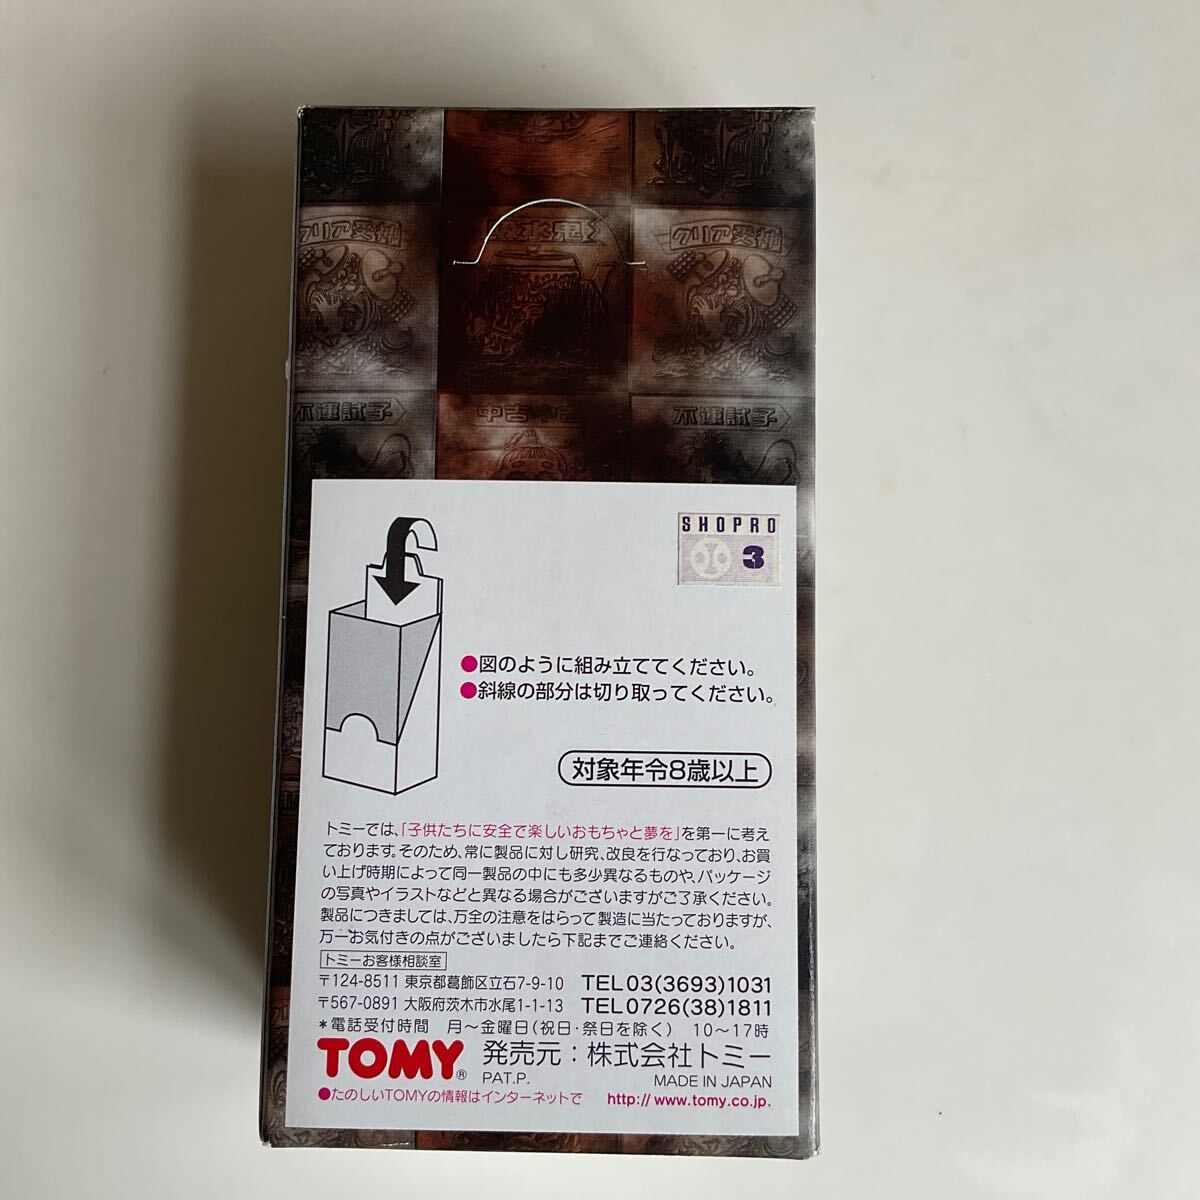 クリア愛神
クリア愛神
不運試子
中吉
不運試子
SHOPRO
3
●図のように組み立ててください。
●斜線の部分は切り取ってください。
対象年令8歳以上
トミーでは、「子供たちに安全で楽しいおもちゃと夢を」を第一に考え
ております。そのため、常に製品に対し研究、改良を行なっており、お買
い上げ時期によって同一製品の中にも多少異なるものや、パッケージ
の写真やイラストなどと異なる場合がございますがご了承ください。
製品につきましては、万全の注意をはらって製造に当たっておりますが、
万一お気付きの点がございましたら下記までご連絡ください。
トミーお客様相談室
〒124-8511 東京都葛飾区立石7-9-10 TEL03(3693)1031
〒567-0891 大阪府茨木市水尾1-1-13 TEL0726(38)1811
*電話受付時間 月～金曜日(祝日・祭日を除く) 10～17時
TOMY® 発売元:株式会社トミー
PAT.P. MADE IN JAPAN
●たのしいTOMYの情報はインターネットで http://www.tomy.co.jp.